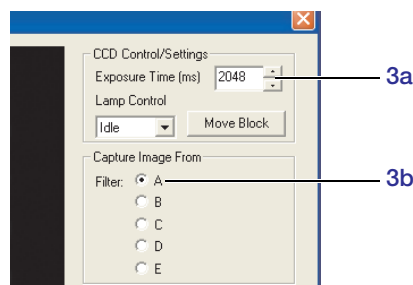 CCD Control/Settings
Exposure Time (ms) 2048 3a
Lamp Control
Idle Move Block
Capture Image From
Filter: A 3b
B
C
D
E